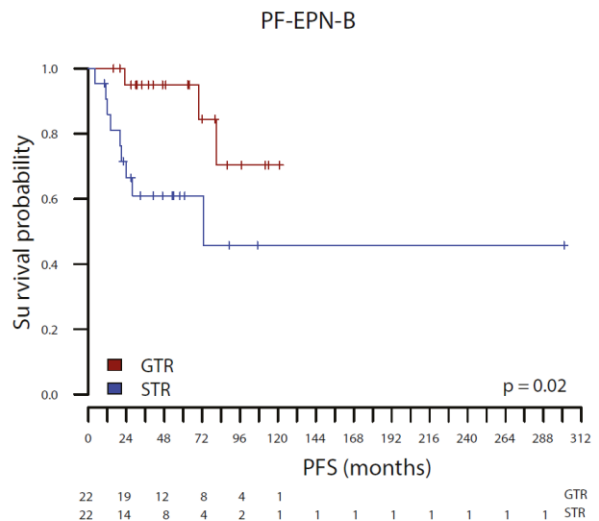 PF-EPN-B
Su rvival probability
1.0
0.8
0.6
0.4
0.2
0.0
GTR
STR
p = 0.02
0 24 48 72 96 120 144 168 192 216 240 264 288 312
PFS (months)
22 19 12 8 4 1 GTR
22 14 8 4 2 1 1 1 1 1 1 1 1 STR